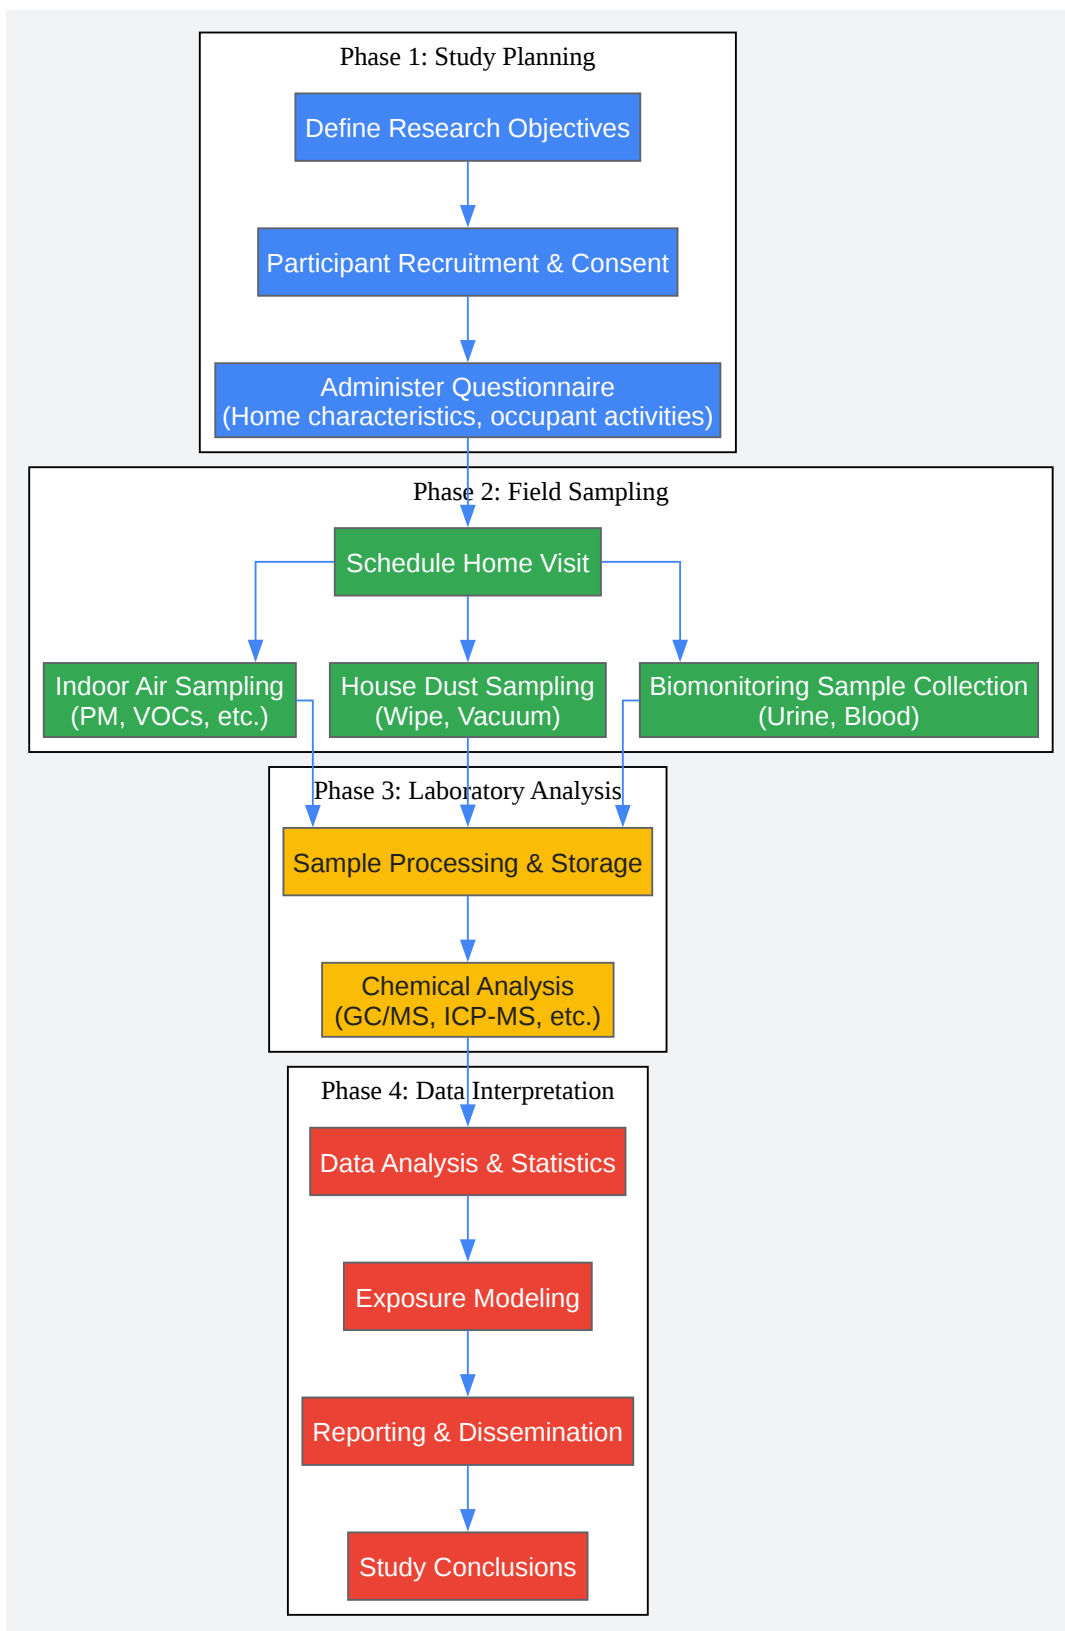 Phase 1: Study Planning
Define Research Objectives
Participant Recruitment & Consent
Administer Questionnaire
(Home characteristics, occupant activities)
Phase 2: Field Sampling
Schedule Home Visit
Indoor Air Sampling
(PM, VOCs, etc.)
House Dust Sampling
(Wipe, Vacuum)
Biomonitoring Sample Collection
(Urine, Blood)
Phase 3: Laboratory Analysis
Sample Processing & Storage
Chemical Analysis
(GC/MS, ICP-MS, etc.)
Phase 4: Data Interpretation
Data Analysis & Statistics
Exposure Modeling
Reporting & Dissemination
Study Conclusions